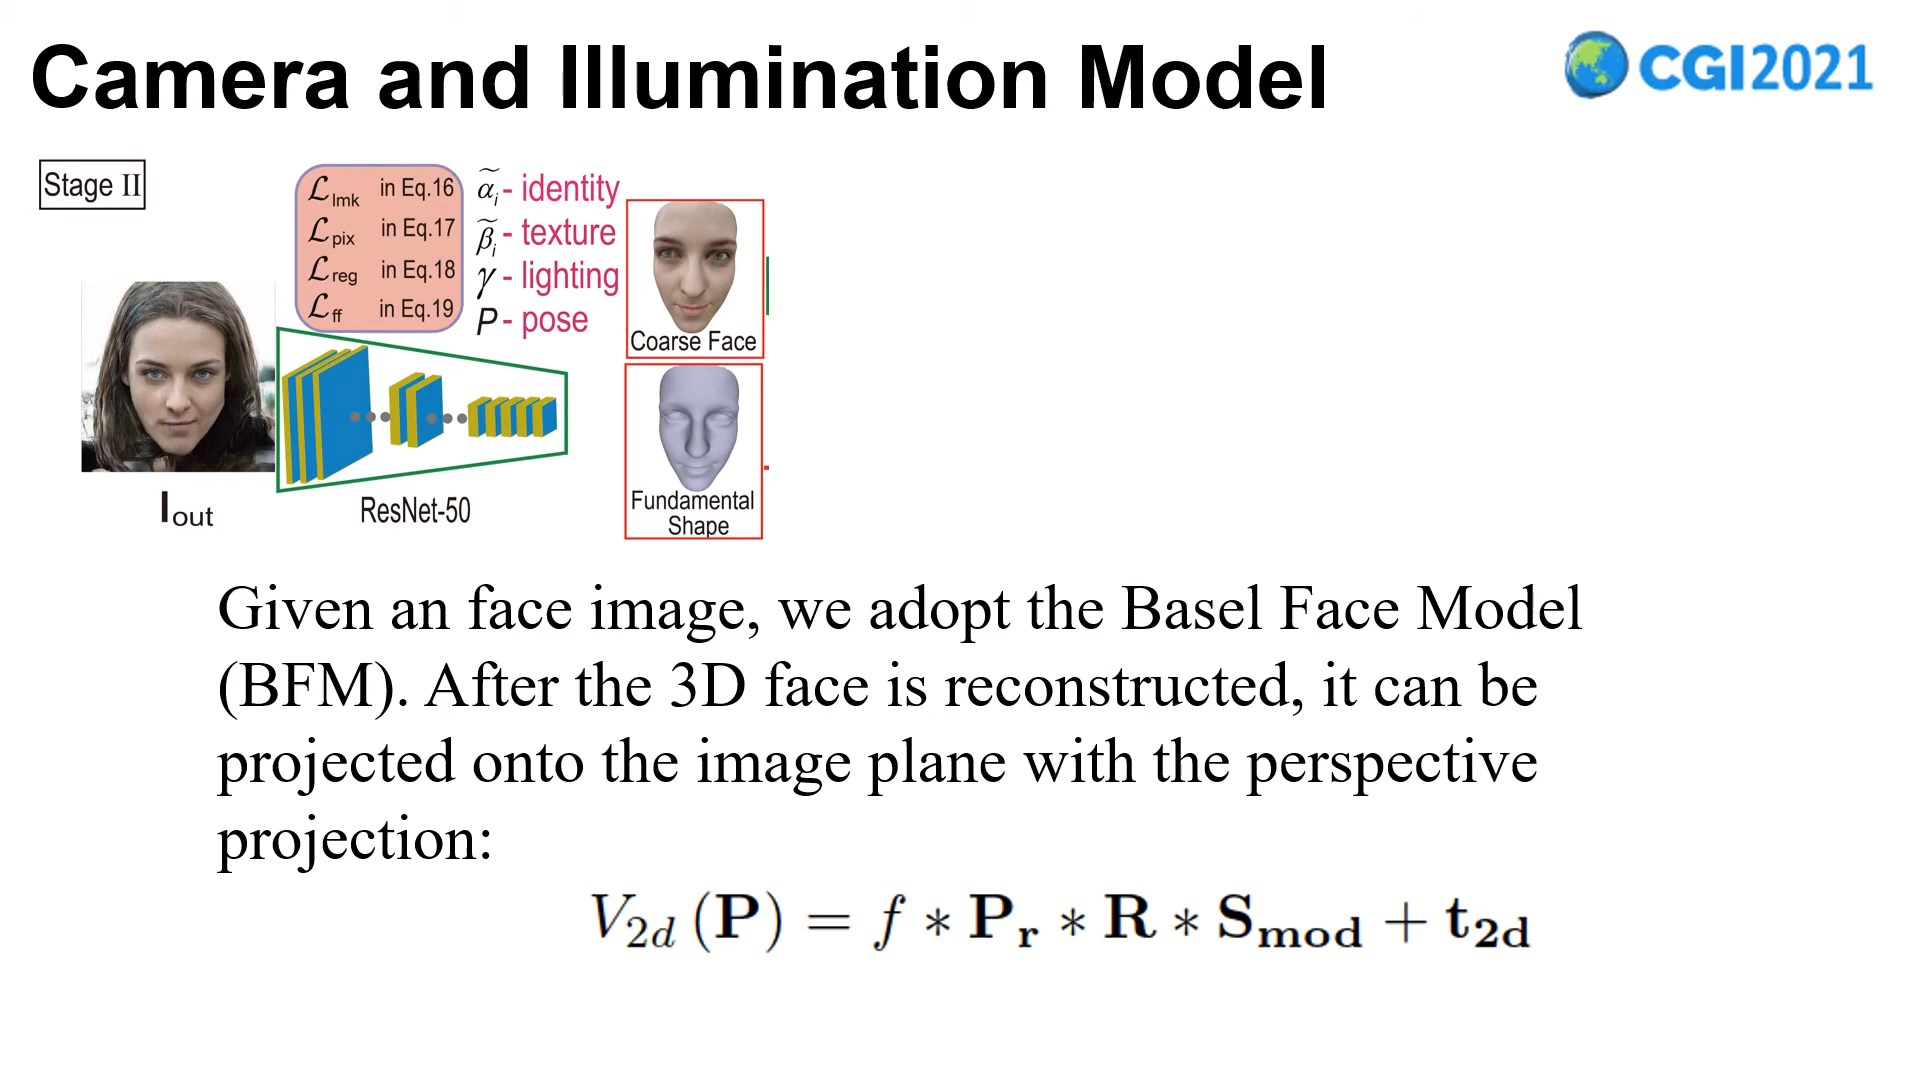 Camera and Illumination Model
CGI2021
Stage II
ℒlmk in Eq.16
ℒpix in Eq.17
ℒreg in Eq.18
ℒff in Eq.19
α̃i - identity
β̃i - texture
γ - lighting
P - pose
Coarse Face
Fundamental
Shape
Iout
ResNet-50
Given an face image, we adopt the Basel Face Model
(BFM). After the 3D face is reconstructed, it can be
projected onto the image plane with the perspective
projection:
V2d (P) = f * Pr * R * Smod + t2d